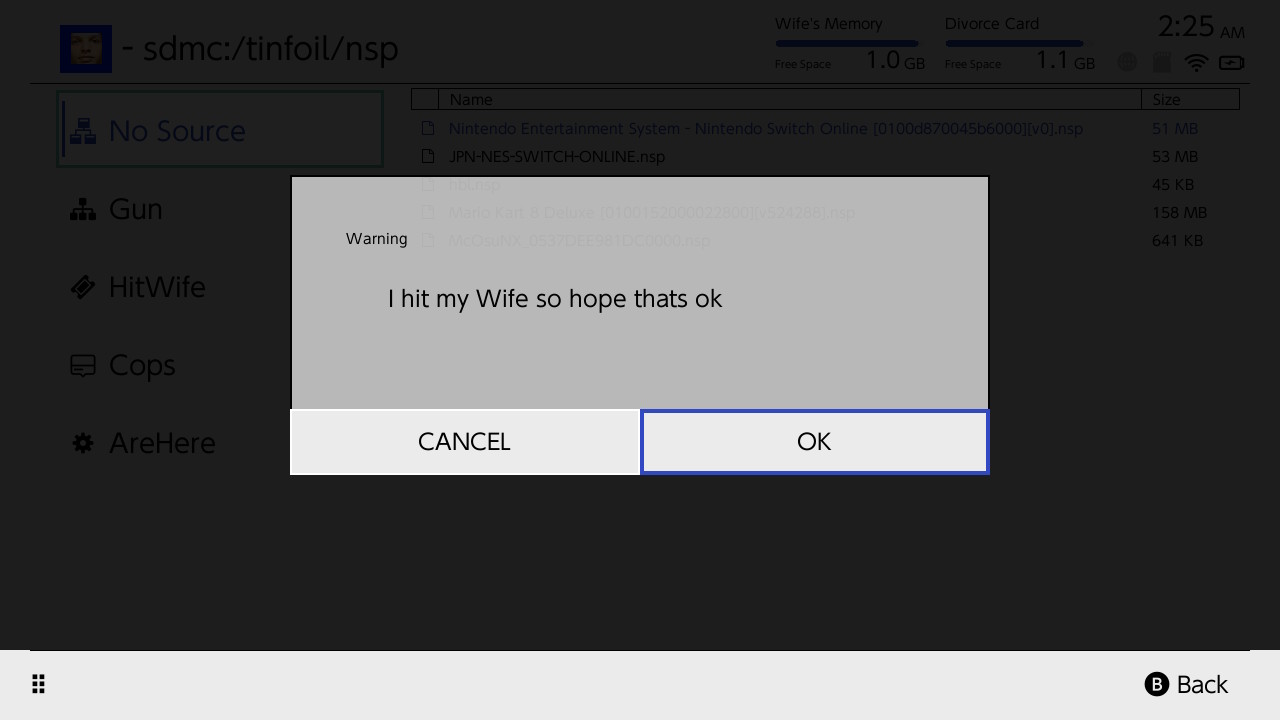 - sdmc:/tinfoil/nsp
Wife's Memory
Free Space 1.0 GB
Divorce Card
Free Space 1.1 GB
2:25 AM
No Source
Gun
HitWife
Cops
AreHere
Name Size
Nintendo Entertainment System - Nintendo Switch Online [0100d870045b6000][v0].nsp 51 MB
JPN-NES-SWITCH-ONLINE.nsp 53 MB
hbl.nsp 45 KB
Mario Kart 8 Deluxe [0100152000022800][v524288].nsp 158 MB
641 KB
Warning
I hit my Wife so hope thats ok
CANCEL OK
B Back